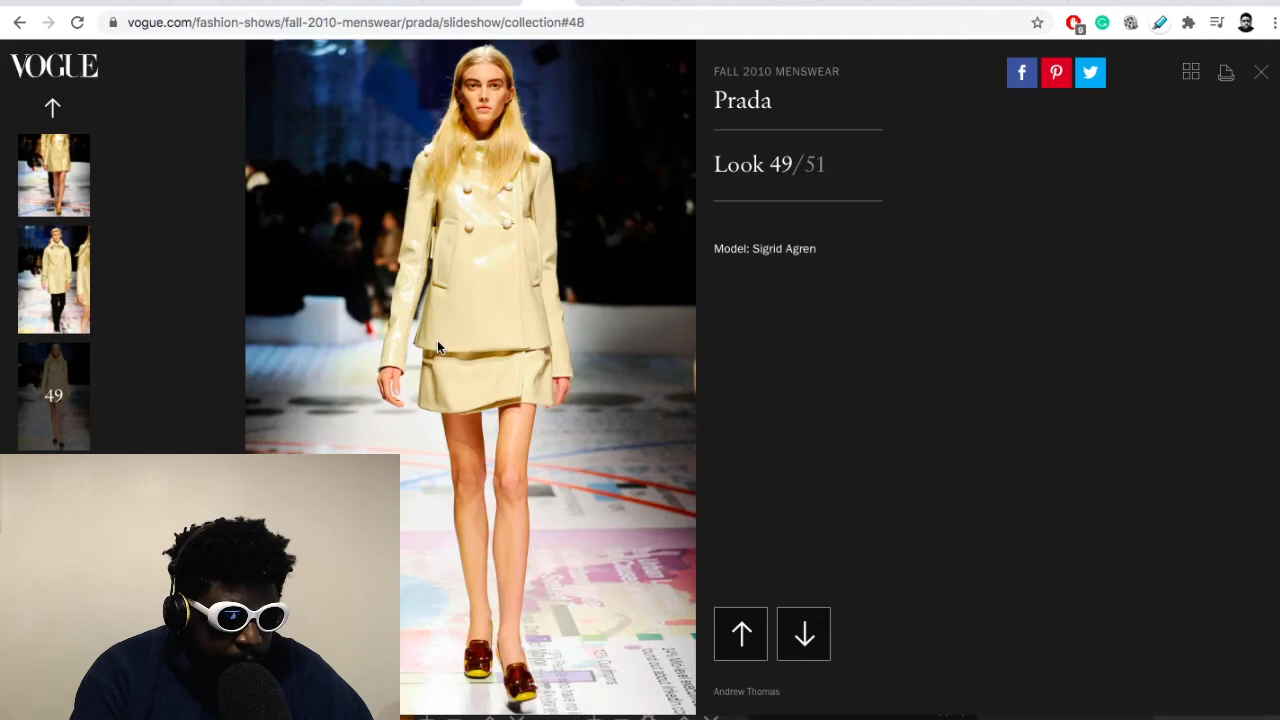 vogue.com/fashion-shows/fall-2010-menswear/prada/slideshow/collection#48
9
VOGUE
FALL 2010 MENSWEAR
Prada
Look 49/51
Model: Sigrid Agren
49
Andrew Thomas